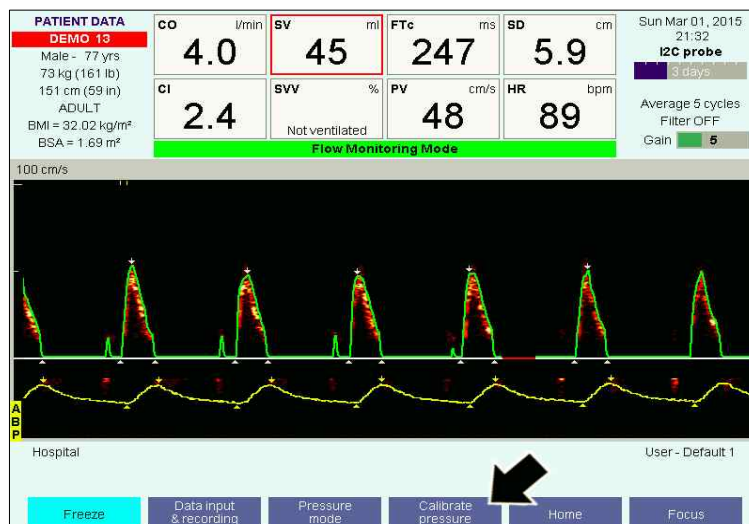 PATIENT DATA
DEMO 13
Male - 77 yrs
73 kg (161 lb)
151 cm (59 in)
ADULT
BMI = 32.02 kg/m²
BSA = 1.69 m²
CO l/min
4.0
SV ml
45
FTc ms
247
SD cm
5.9
CI
2.4
SVV %
Not ventilated
PV cm/s
48
HR bpm
89
Flow Monitoring Mode
Sun Mar 01, 2015
21:32
I2C probe
3 days
Average 5 cycles
Filter OFF
Gain 5
100 cm/s
A
B
P
Hospital
User - Default 1
Freeze
Data input
& recording
Pressure
mode
Calibrate
pressure
Home
Focus